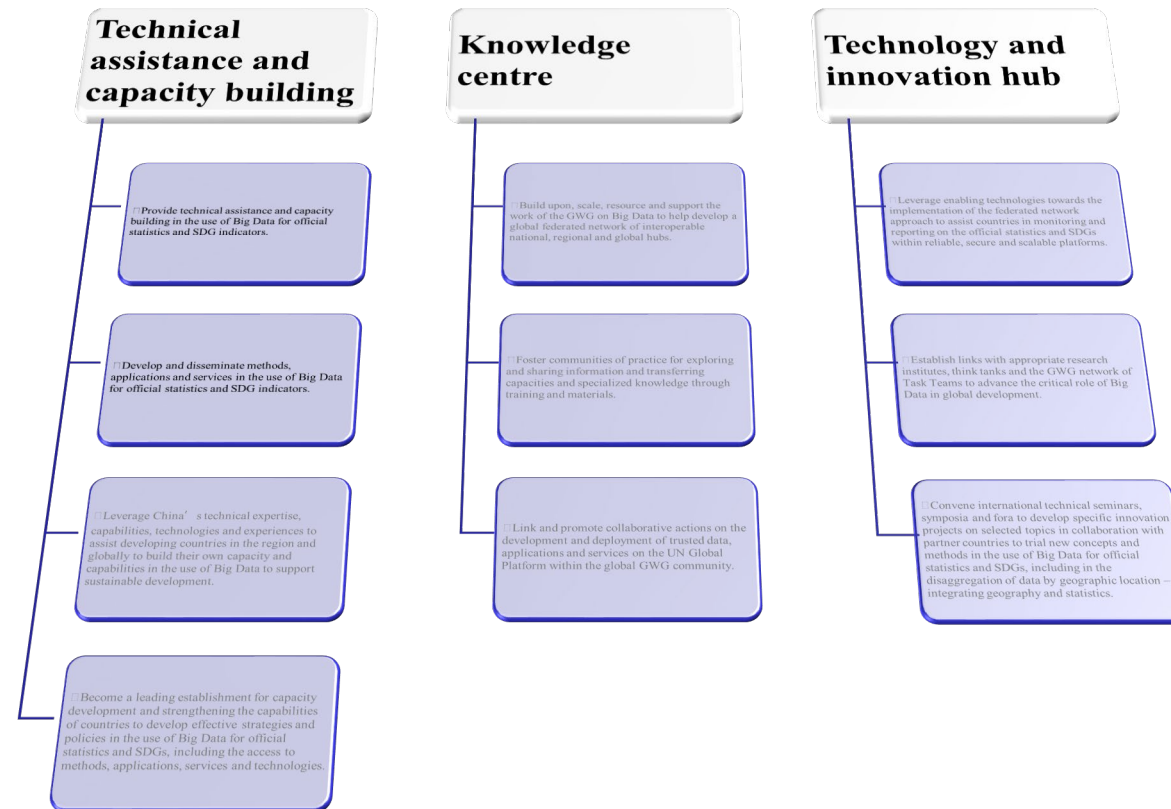 Technical
assistance and
capacity building
□Provide technical assistance and capacity
building in the use of Big Data for official
statistics and SDG indicators.
□Develop and disseminate methods,
applications and services in the use of Big Data
for official statistics and SDG indicators.
□Leverage China’s technical expertise,
capabilities, technologies and experiences to
assist developing countries in the region and
globally to build their own capacity and
capabilities in the use of Big Data to support
sustainable development.
□Become a leading establishment for capacity
development and strengthening the capabilities
of countries to develop effective strategies and
policies in the use of Big Data for official
statistics and SDGs, including the access to
methods, applications, services and technologies.
Knowledge
centre
□Build upon, scale, resource and support the
work of the GWG on Big Data to help develop a
global federated network of interoperable
national, regional and global hubs.
□Foster communities of practice for exploring
and sharing information and transferring
capacities and specialized knowledge through
training and materials.
□Link and promote collaborative actions on the
development and deployment of trusted data,
applications and services on the UN Global
Platform within the global GWG community.
Technology and
innovation hub
□Leverage enabling technologies towards the
implementation of the federated network
approach to assist countries in monitoring and
reporting on the official statistics and SDGs
within reliable, secure and scalable platforms.
□Establish links with appropriate research
institutes, think tanks and the GWG network of
Task Teams to advance the critical role of Big
Data in global development.
□Convene international technical seminars,
symposia and fora to develop specific innovation
projects on selected topics in collaboration with
partner countries to trial new concepts and
methods in the use of Big Data for official
statistics and SDGs, including in the
disaggregation of data by geographic location –
integrating geography and statistics.